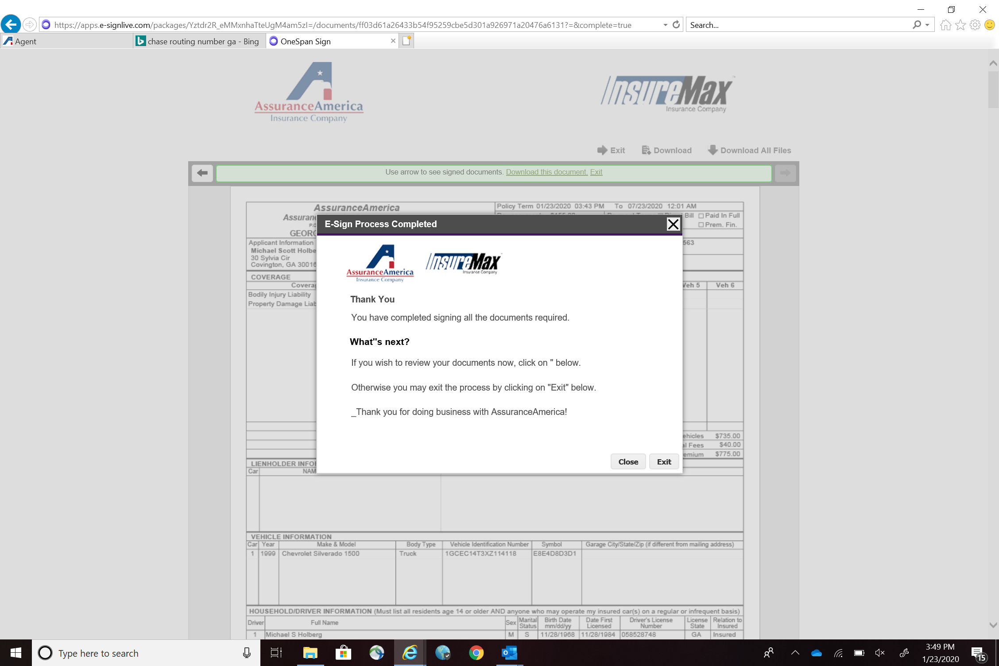 https://apps.e-signlive.com/packages/Yztdr2R_eMMxnhaTteUgM4am5zI=/documents/ff03d61a26433b54f95259cbe5d301a926971a20476a6131?=&complete=true
Search...
Agent
chase routing number ga - Bing
OneSpan Sign
AssuranceAmerica
Insurance Company
InsureMax
Insurance Company
Exit
Download
Download All Files
Use arrow to see signed documents. Download this document. Exit
AssuranceAmerica
Policy Term 01/23/2020 03:43 PM To 07/23/2020 12:01 AM
Bill Paid In Full
Prem. Fin.
Applicant Information
563
Michael Scott Holbe
30 Sylvia Cir
Covington, GA 30016
COVERAGE
Veh 5 Veh 6
Bodily Injury Liability
Property Damage
E-Sign Process Completed
AssuranceAmerica
Insurance Company
InsureMax
Insurance Company
Thank You
You have completed signing all the documents required.
What"s next?
If you wish to review your documents now, click on " below.
Otherwise you may exit the process by clicking on "Exit" below.
_Thank you for doing business with AssuranceAmerica!
Close
Exit
$735.00
Fees $40.00
$775.00
LIENHOLDER
Car
VEHICLE INFORMATION
Car Year Make & Model Body Type Vehicle Identification Number Symbol Garage City/State/Zip (if different from mailing address)
1 1999 Chevrolet Silverado 1500 Truck 1GCEC14T3XZ114118 E8E4D8D3D1
HOUSEHOLD/DRIVER INFORMATION (Must list all residents age 14 or older AND anyone who may operate my insured car(s) on a regular or infrequent basis)
Driver Full Name Sex Marital Status Birth Date mm/dd/yy Date First Licensed Driver's License Number License State Relation to Insured
1 Michael S Holberg M S 11/28/1968 11/28/1984 058528748 GA Insured
Type here to search
3:49 PM
1/23/2020
15